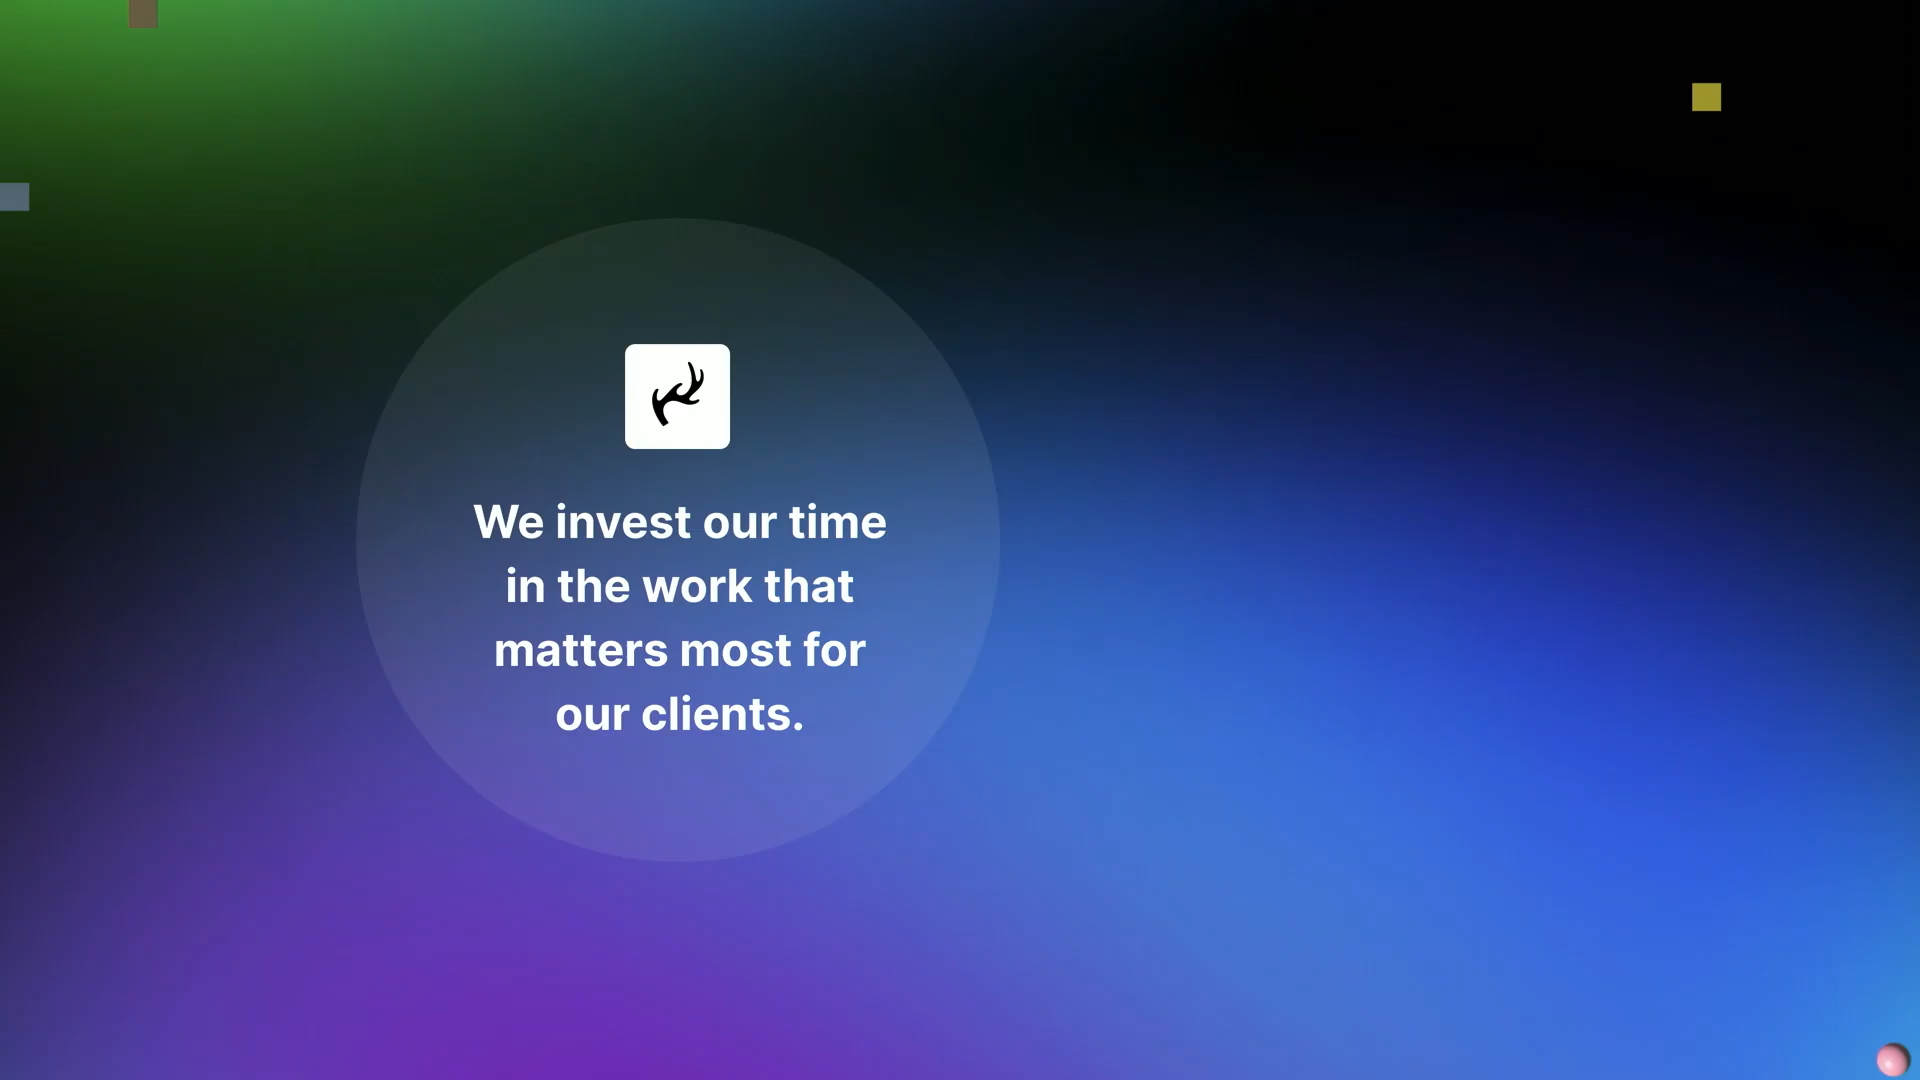 We invest our time
in the work that
matters most for
our clients.